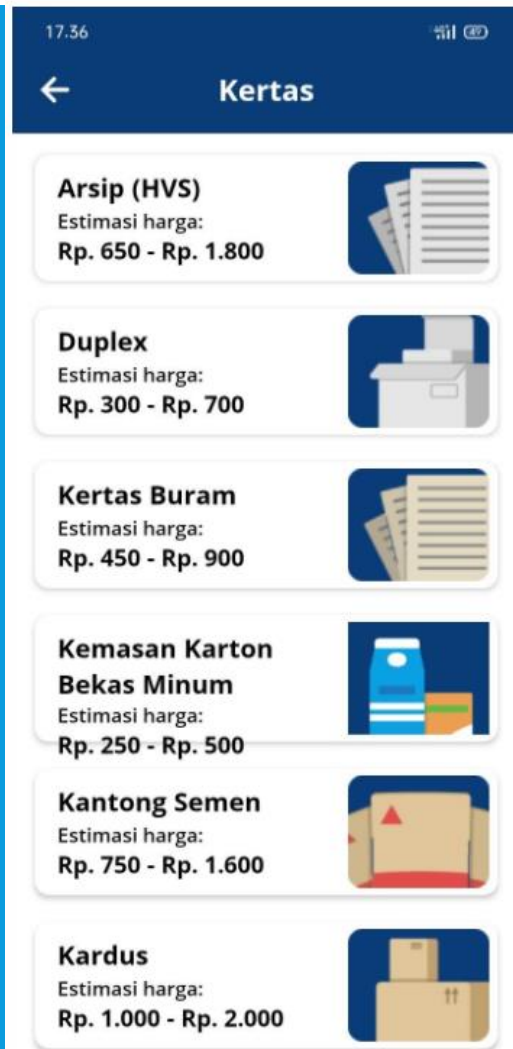 17.36
Kertas
Arsip (HVS)
Estimasi harga:
Rp. 650 - Rp. 1.800
Duplex
Estimasi harga:
Rp. 300 - Rp. 700
Kertas Buram
Estimasi harga:
Rp. 450 - Rp. 900
Kemasan Karton
Bekas Minum
Estimasi harga:
Rp. 250 - Rp. 500
Kantong Semen
Estimasi harga:
Rp. 750 - Rp. 1.600
Kardus
Estimasi harga:
Rp. 1.000 - Rp. 2.000